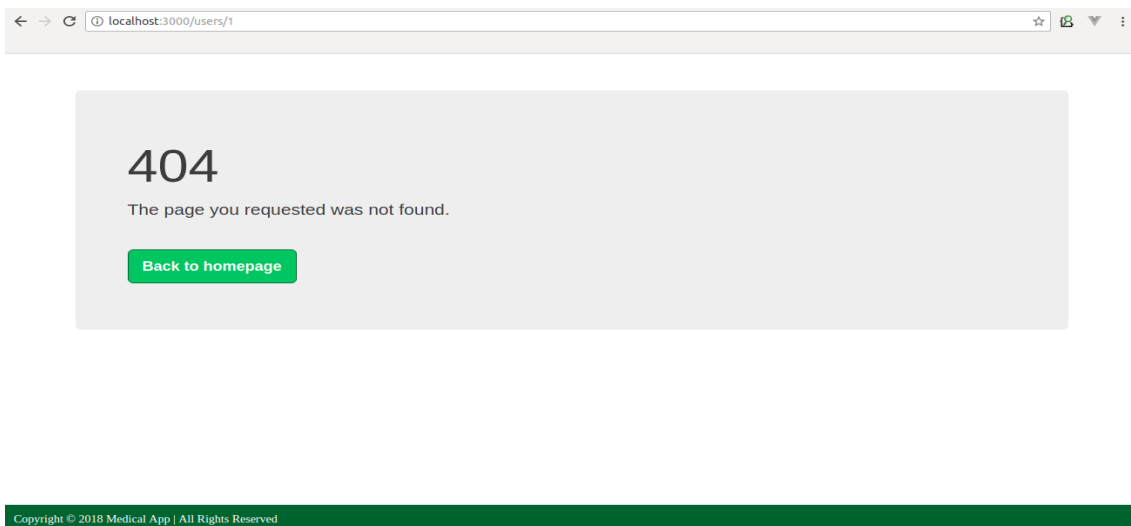 localhost:3000/users/1
404
The page you requested was not found.
Back to homepage
Copyright © 2018 Medical App | All Rights Reserved